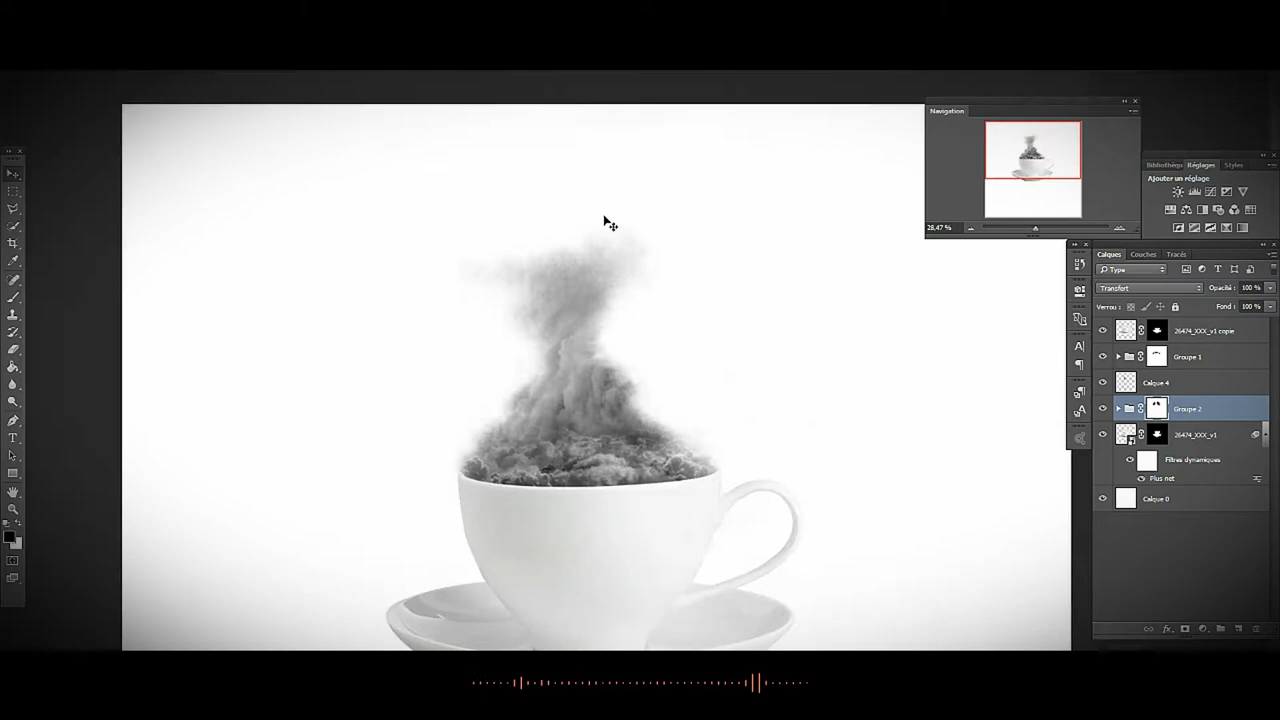 Navigation
28,47 %
Bibliothèqu Réglages Styles
Ajouter un réglage
Calques Couches Tracés
Type
Transfert Opacité : 100 %
Verrou : Fond : 100 %
26474_XXX_v1 copie
Groupe 1
Calque 4
Groupe 2
26474_XXX_v1
Filtres dynamiques
Plus net
Calque 0